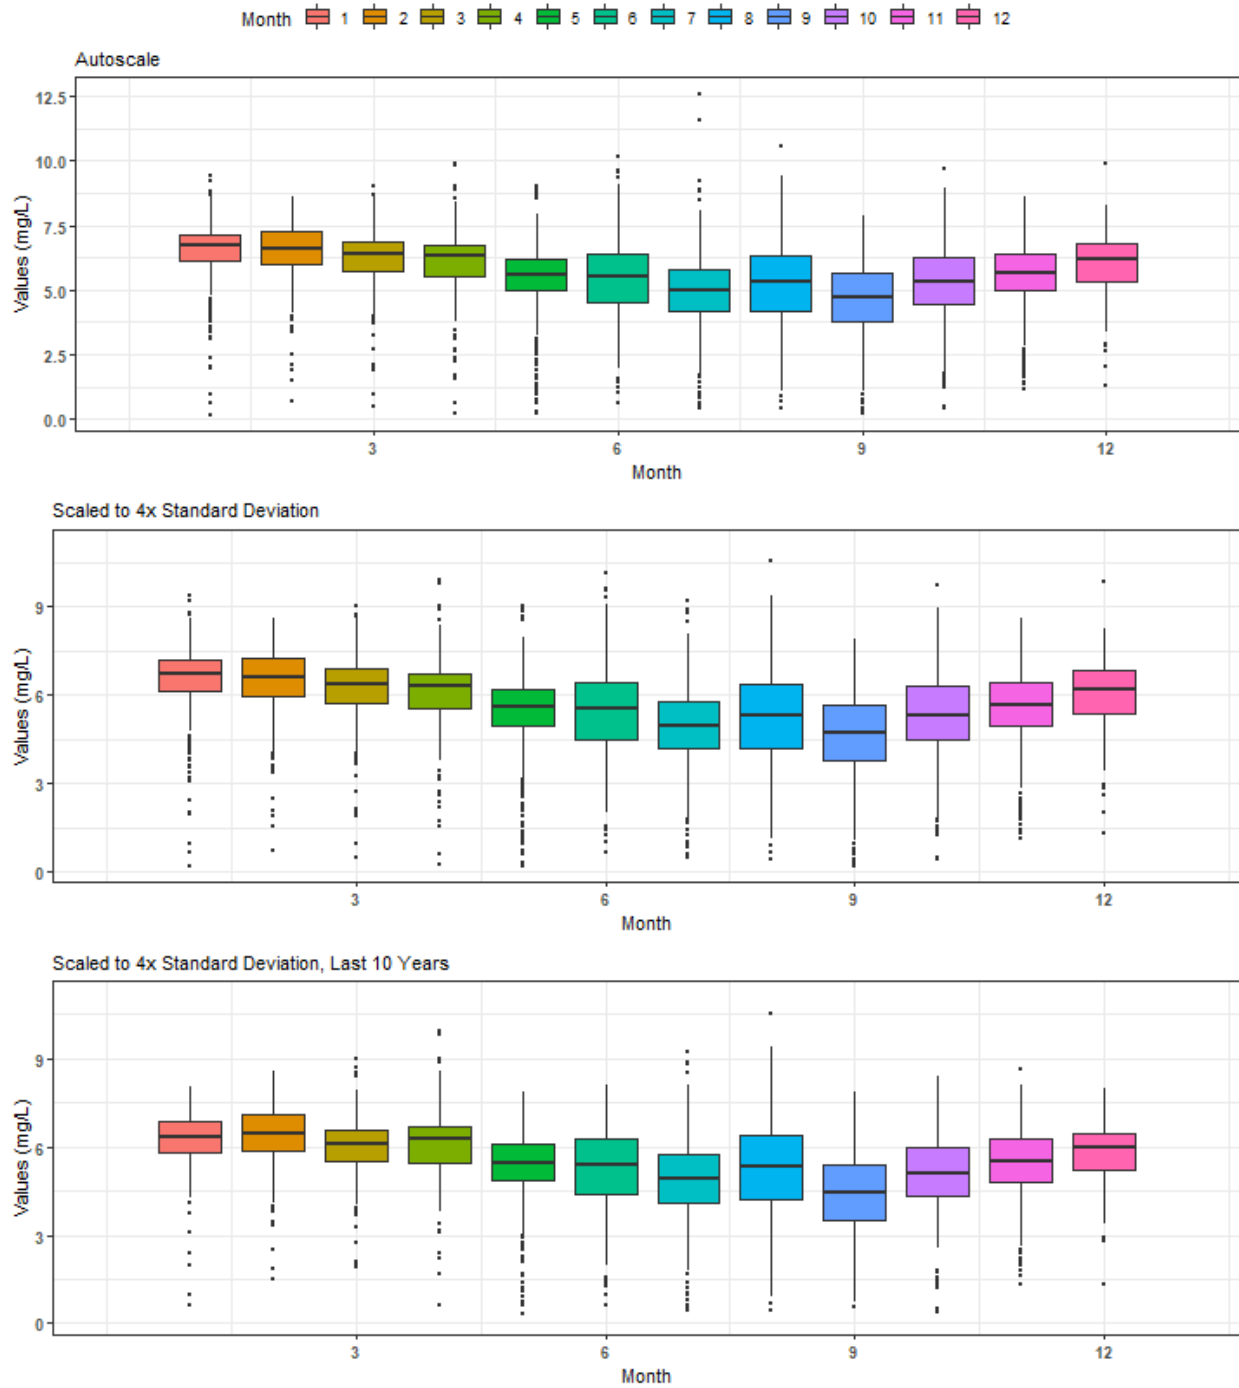 Month 1 2 3 4 5 6 7 8 9 10 11 12
Autoscale
Values (mg/L)
12.5
10.0
7.5
5.0
2.5
0.0
3 6 9 12
Month
Scaled to 4x Standard Deviation
Values (mg/L)
9
6
3
0
3 6 9 12
Month
Scaled to 4x Standard Deviation, Last 10 Years
Values (mg/L)
9
6
3
0
3 6 9 12
Month